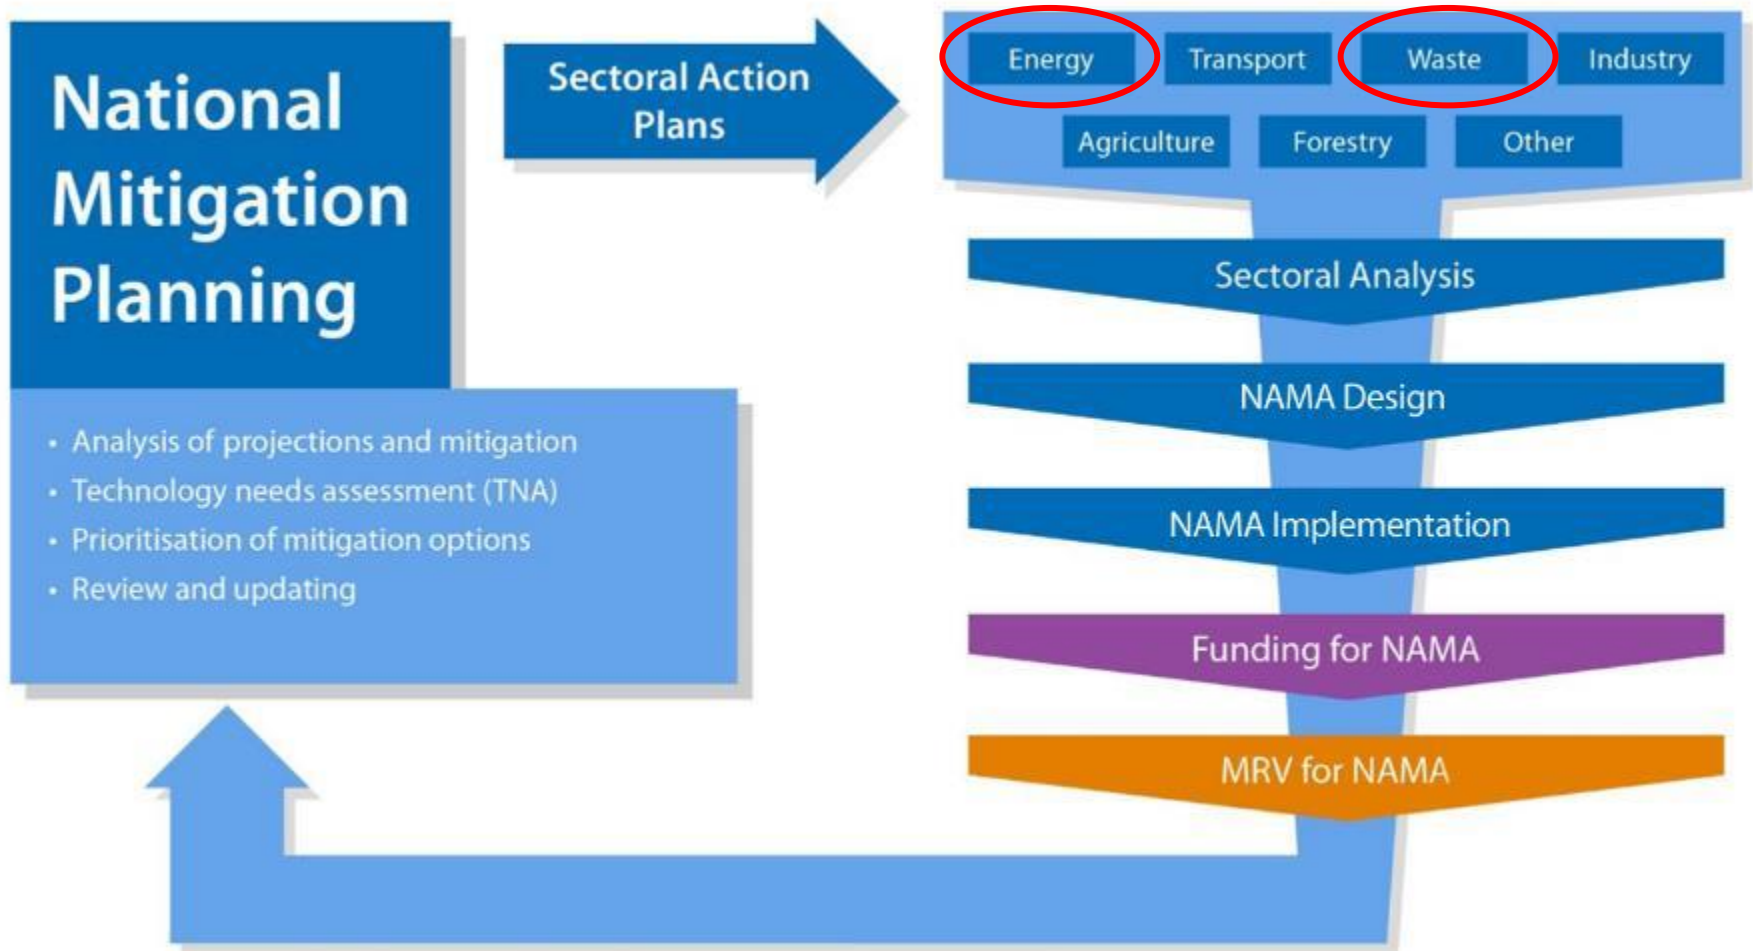 National
Mitigation
Planning
• Analysis of projections and mitigation
• Technology needs assessment (TNA)
• Prioritisation of mitigation options
• Review and updating
Sectoral Action
Plans
Energy Transport Waste Industry
Agriculture Forestry Other
Sectoral Analysis
NAMA Design
NAMA Implementation
Funding for NAMA
MRV for NAMA